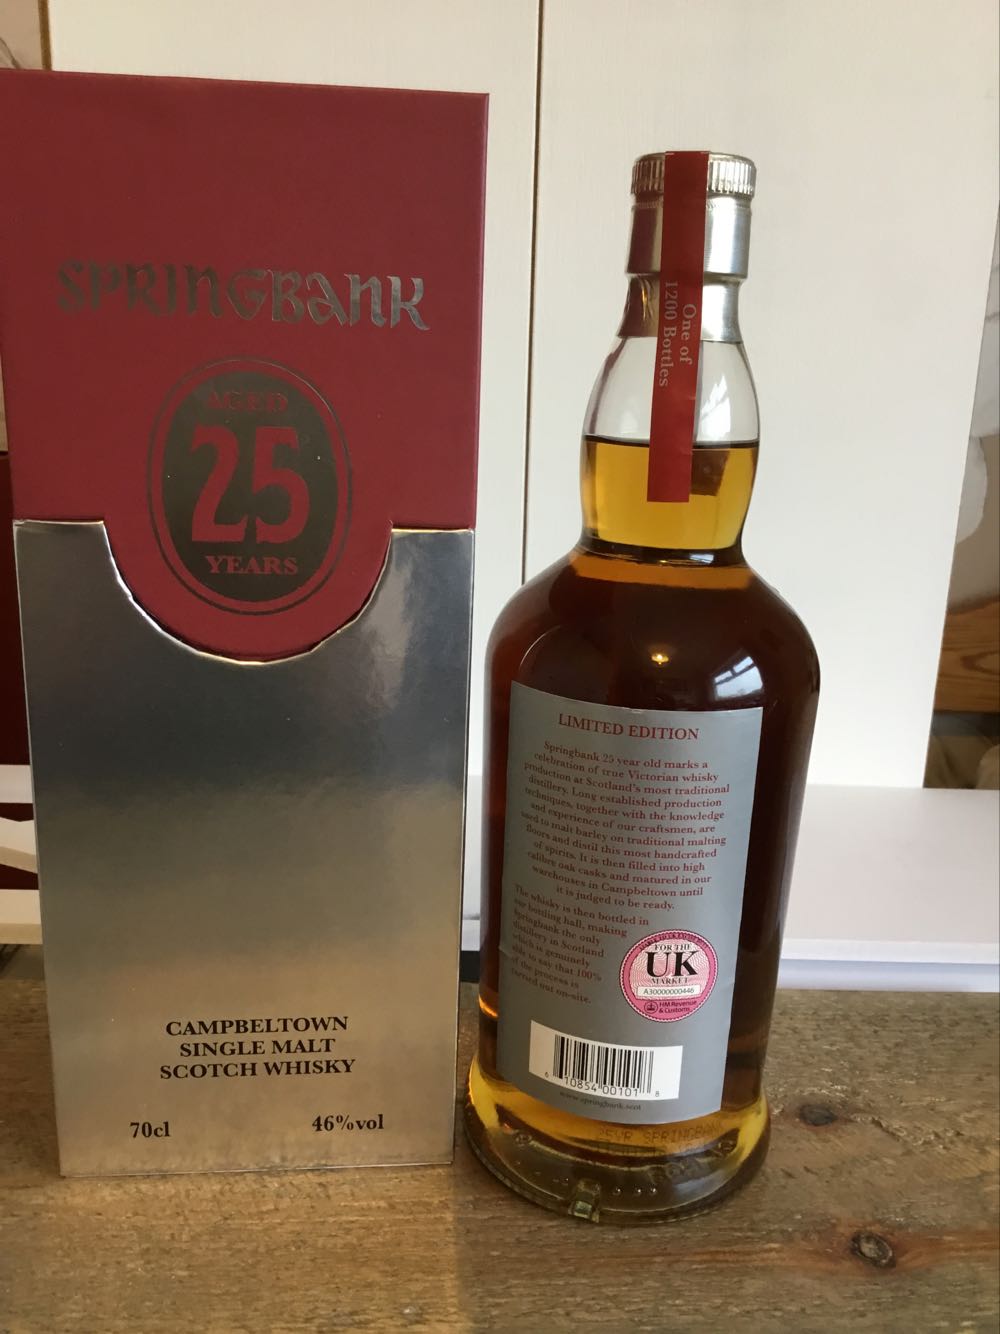 SPRINGBANK
AGED
25
YEARS
CAMPBELTOWN
SINGLE MALT
SCOTCH WHISKY
70cl 46%vol
One of
1200 Bottles
LIMITED EDITION
Springbank 25 year old marks a
celebration of true Victorian whisky
production at Scotland's most traditional
distillery. Long established production
techniques, together with the knowledge
and experience of our craftsmen, are
used to malt barley on traditional malting
floors and distil this most handcrafted
of spirits. It is then filled into high
calibre oak casks and matured in our
warehouses in Campbeltown until
it is judged to be ready.
The whisky is then bottled in
our bottling hall, making
Springbank the only
distillery in Scotland
which is genuinely
able to say that 100%
of the process is
carried out on-site.
FOR THE
UK
MARKET
A30000000446
HM Revenue
& Customs
6 10854 00101 8
www.springbank.scot
25YR SPRINGBANK